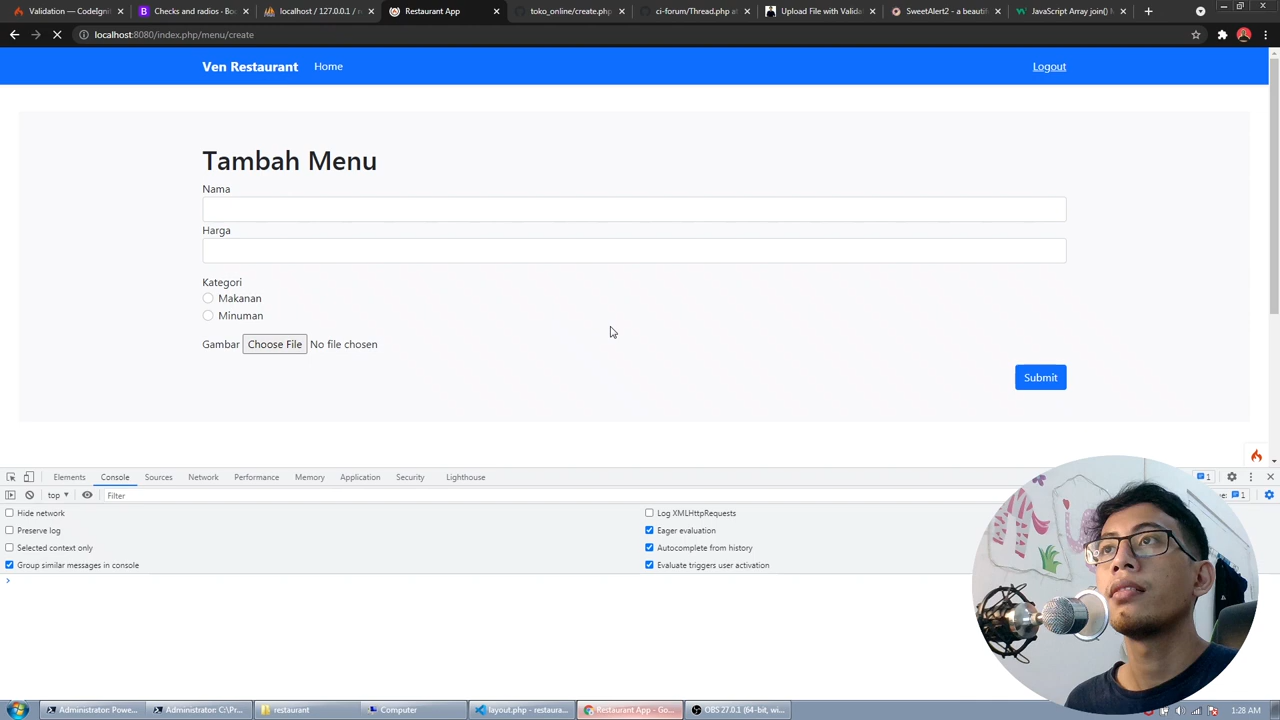 Validation — CodeIgnit
Checks and radios · Boo
localhost / 127.0.0.1 / r
Restaurant App
toko_online/create.php
ci-forum/Thread.php at
Upload File with Valida
SweetAlert2 - a beautif
JavaScript Array join() M
localhost:8080/index.php/menu/create
Ven Restaurant Home Logout
Tambah Menu
Nama
Harga
Kategori
Makanan
Minuman
Gambar Choose File No file chosen
Submit
Elements Console Sources Network Performance Memory Application Security Lighthouse 1
top Filter 1
Hide network Log XMLHttpRequests
Preserve log Eager evaluation
Selected context only Autocomplete from history
Group similar messages in console Evaluate triggers user activation
Administrator: Powe...
Administrator: C:\Pr...
restaurant
Computer
layout.php - restaura...
Restaurant App - Go...
OBS 27.0.1 (64-bit, wi...
1:28 AM